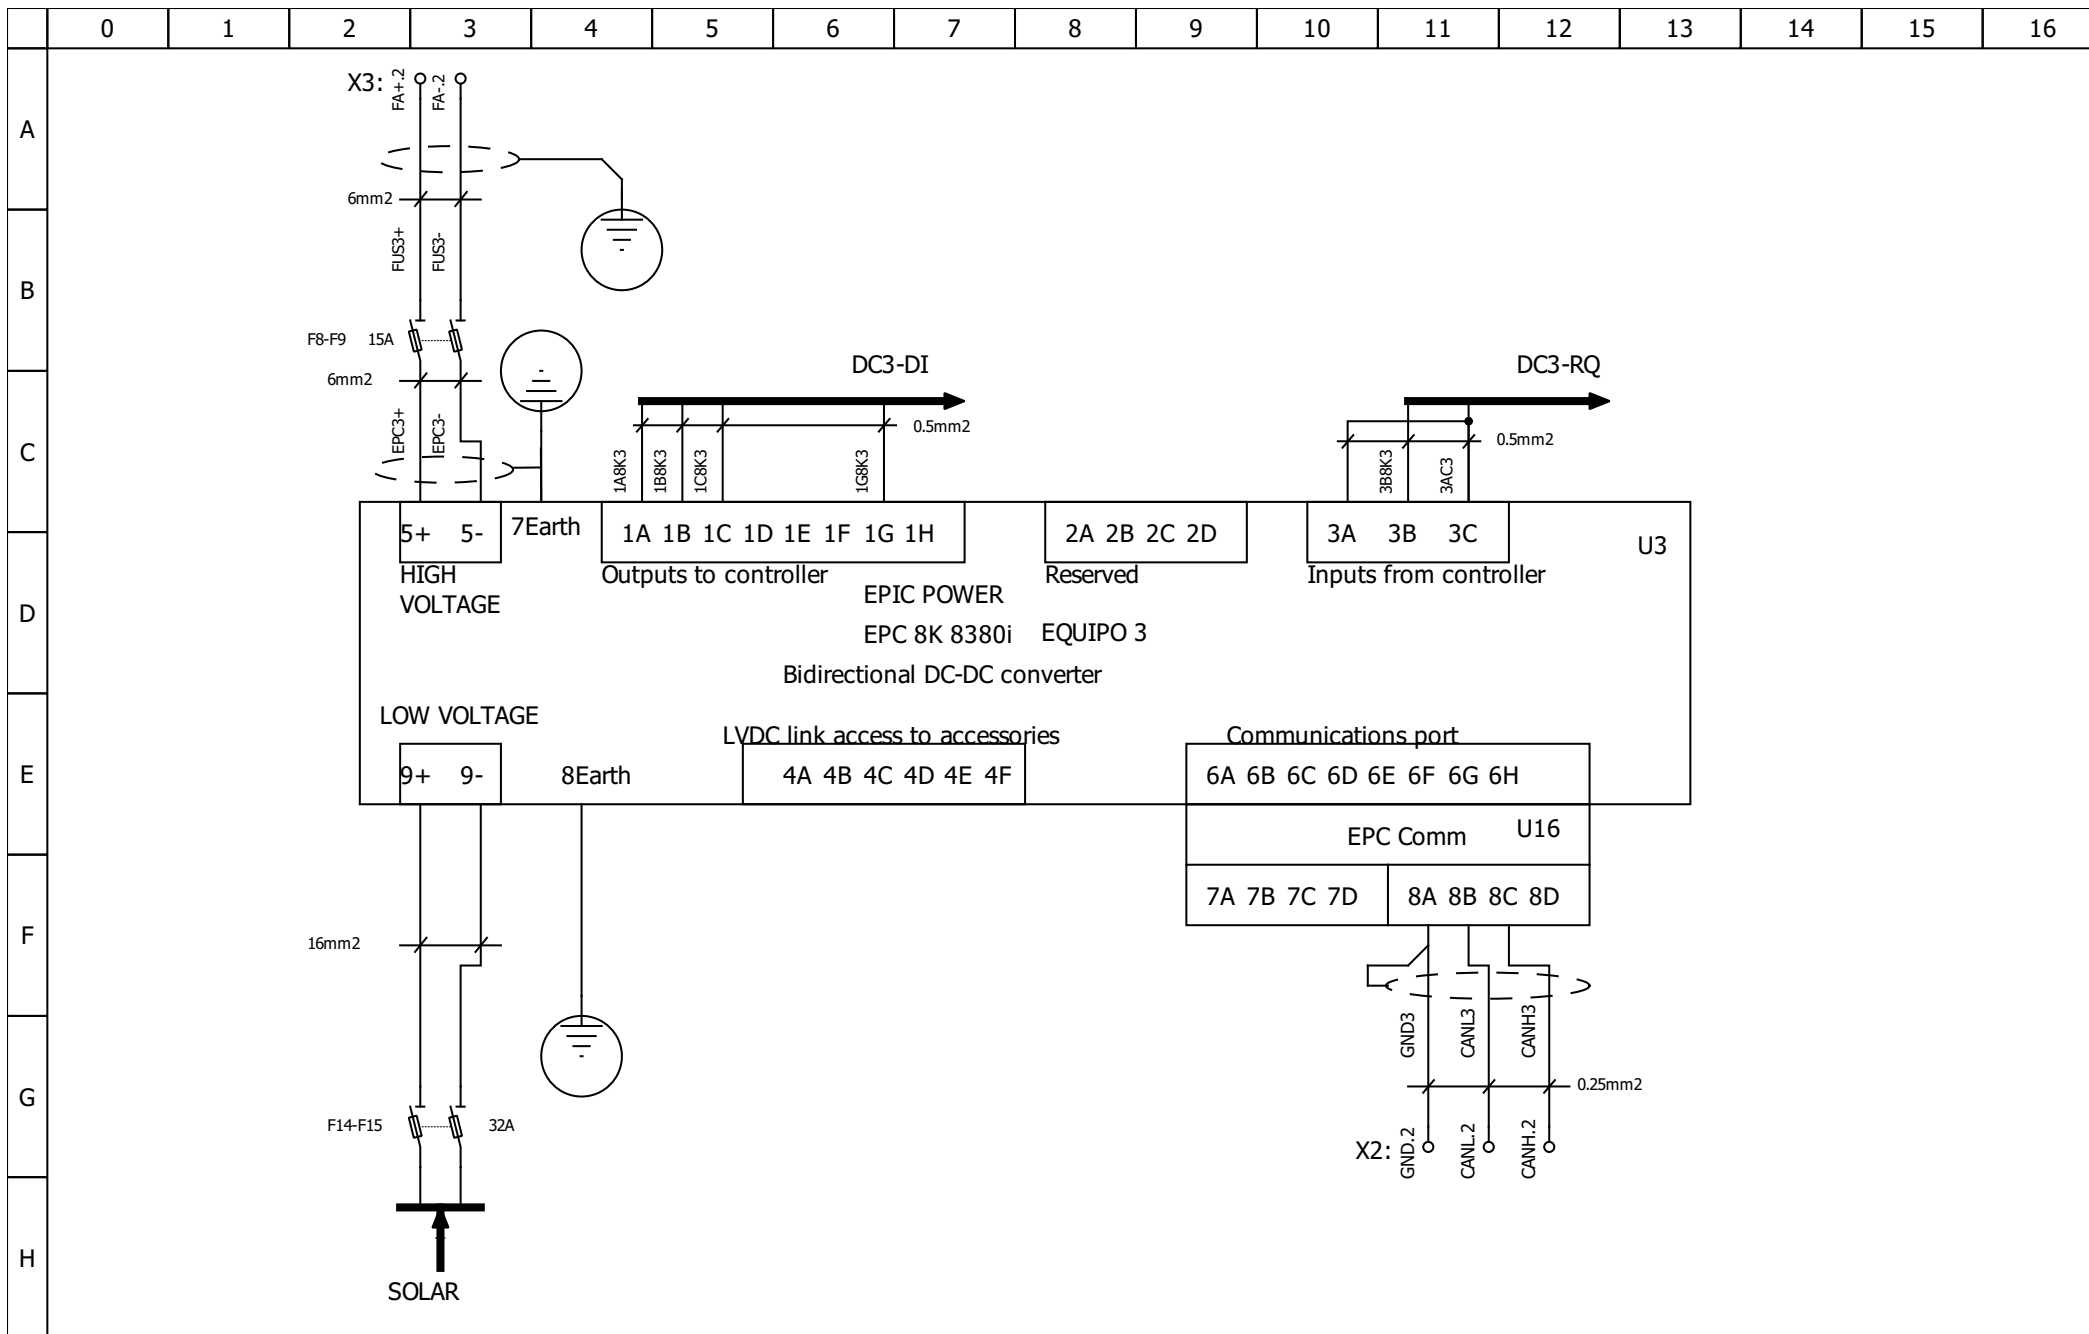 0 1 2 3 4 5 6 7 8 9 10 11 12 13 14 15 16
A
B
C
D
E
F
G
H
X3: FA+.2 FA-.2
6mm2
FUS3+ FUS3-
F8-F9 15A
6mm2
EPC3+ EPC3-
DC3-DI
0.5mm2
1A8K3 1B8K3 1C8K3 1G8K3
DC3-RQ
0.5mm2
3B8K3 3AC3
5+ 5- 7Earth 1A 1B 1C 1D 1E 1F 1G 1H 2A 2B 2C 2D 3A 3B 3C U3
HIGH
VOLTAGE
Outputs to controller
Reserved
Inputs from controller
EPIC POWER
EPC 8K 8380i EQUIPO 3
Bidirectional DC-DC converter
LOW VOLTAGE
LVDC link access to accessories
Communications port
9+ 9- 8Earth 4A 4B 4C 4D 4E 4F 6A 6B 6C 6D 6E 6F 6G 6H
EPC Comm U16
7A 7B 7C 7D 8A 8B 8C 8D
16mm2
GND3 CANL3 CANH3
0.25mm2
F14-F15 32A
X2: GND.2 CANL.2 CANH.2
SOLAR